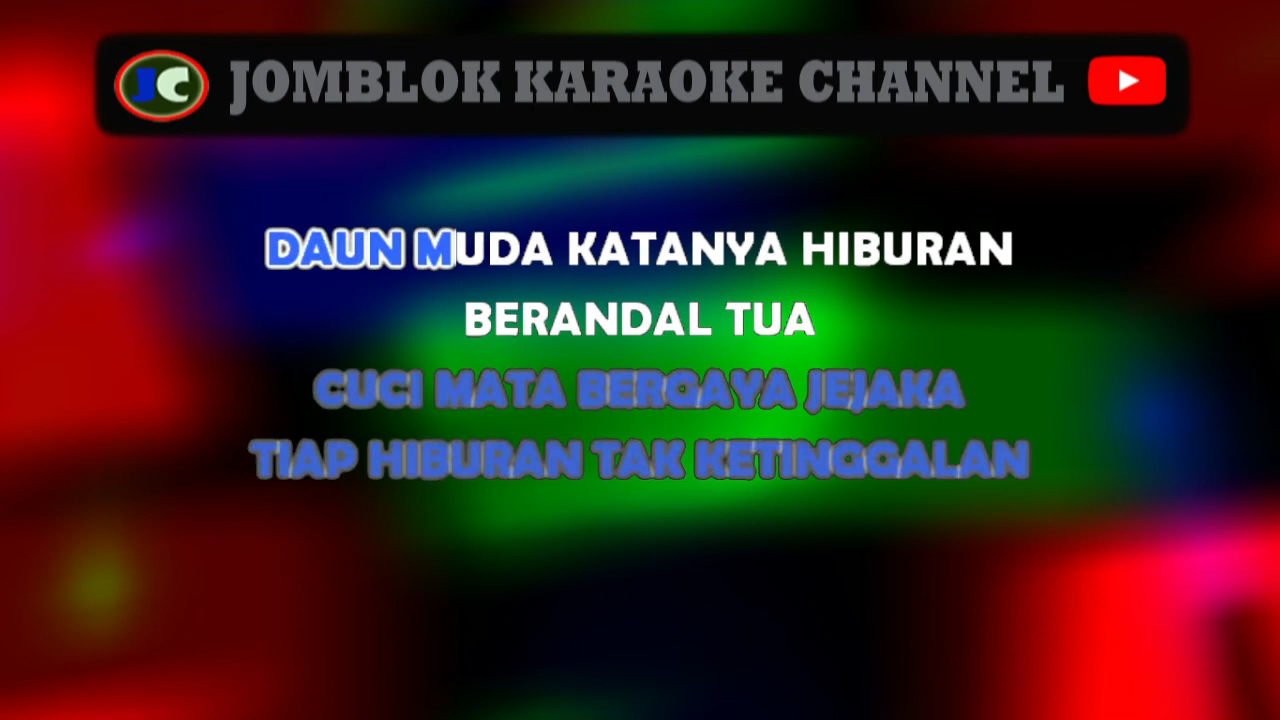 JC JOMBLOK KARAOKE CHANNEL
DAUN MUDA KATANYA HIBURAN
BERANDAL TUA
CUCI MATA BERGAYA JEJAKA
TIAP HIBURAN TAK KETINGGALAN